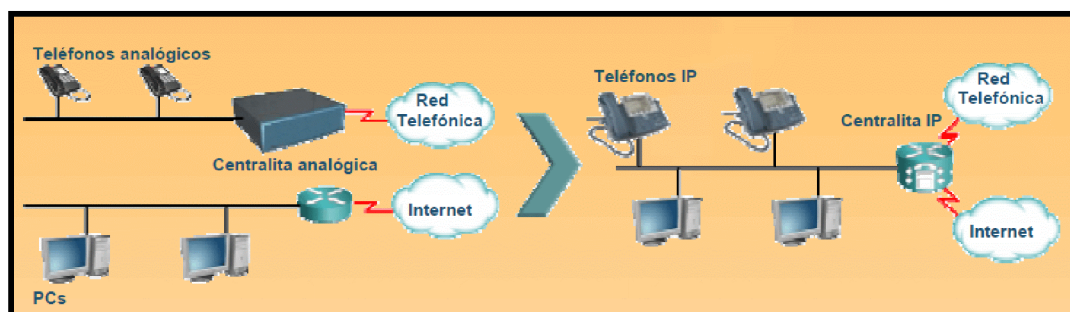 Teléfonos analógicos
Red
Telefónica
Centralita analógica
Internet
PCs
Teléfonos IP
Red
Telefónica
Centralita IP
Internet